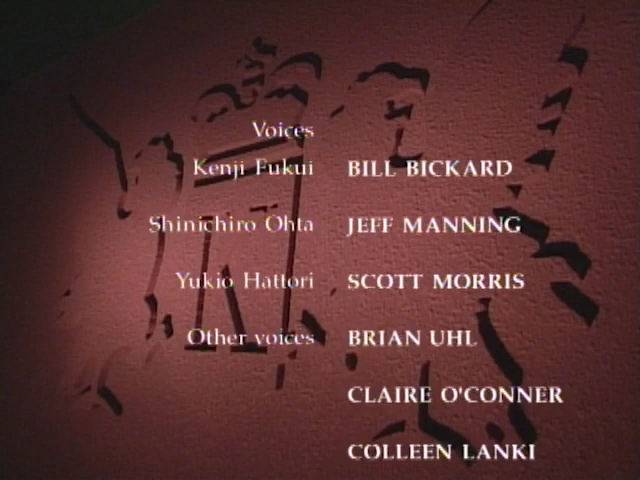 Voices
Kenji Fukui BILL BICKARD
Shinichiro Ohta JEFF MANNING
Yukio Hattori SCOTT MORRIS
Other voices BRIAN UHL
CLAIRE O'CONNER
COLLEEN LANKI